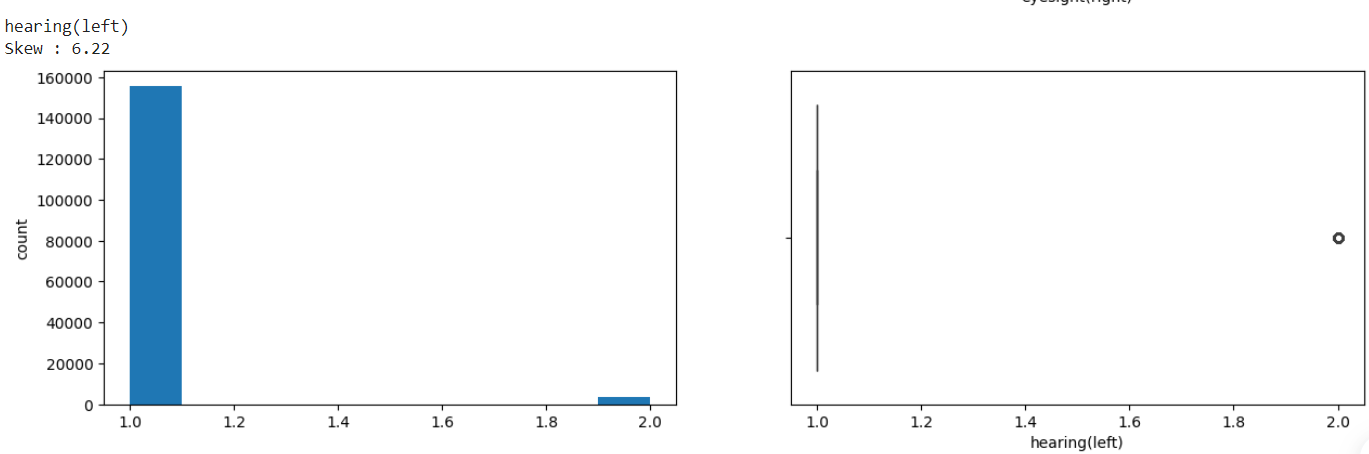 eyesight(right)
hearing(left)
Skew : 6.22
160000
140000
120000
100000
80000
60000
40000
20000
0
count
1.0 1.2 1.4 1.6 1.8 2.0
1.0 1.2 1.4 1.6 1.8 2.0
hearing(left)